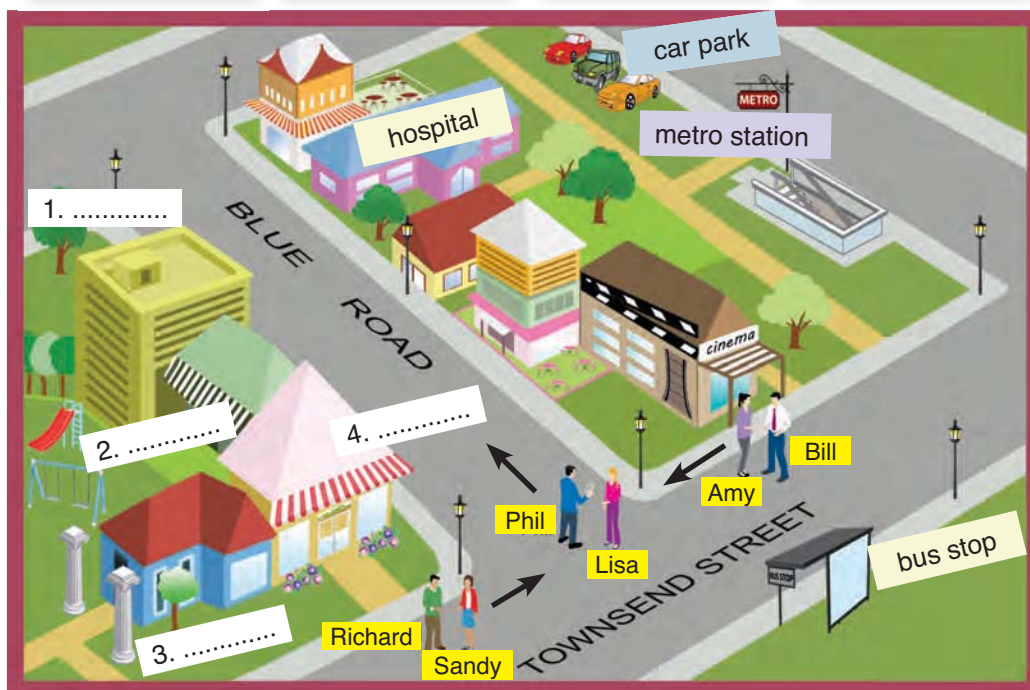 car park
METRO
metro station
hospital
1. .............
BLUE ROAD
cinema
2. .............
4. .............
Bill
Amy
Phil
Lisa
TOWNSEND STREET
bus stop
BUS STOP
3. .............
Richard
Sandy